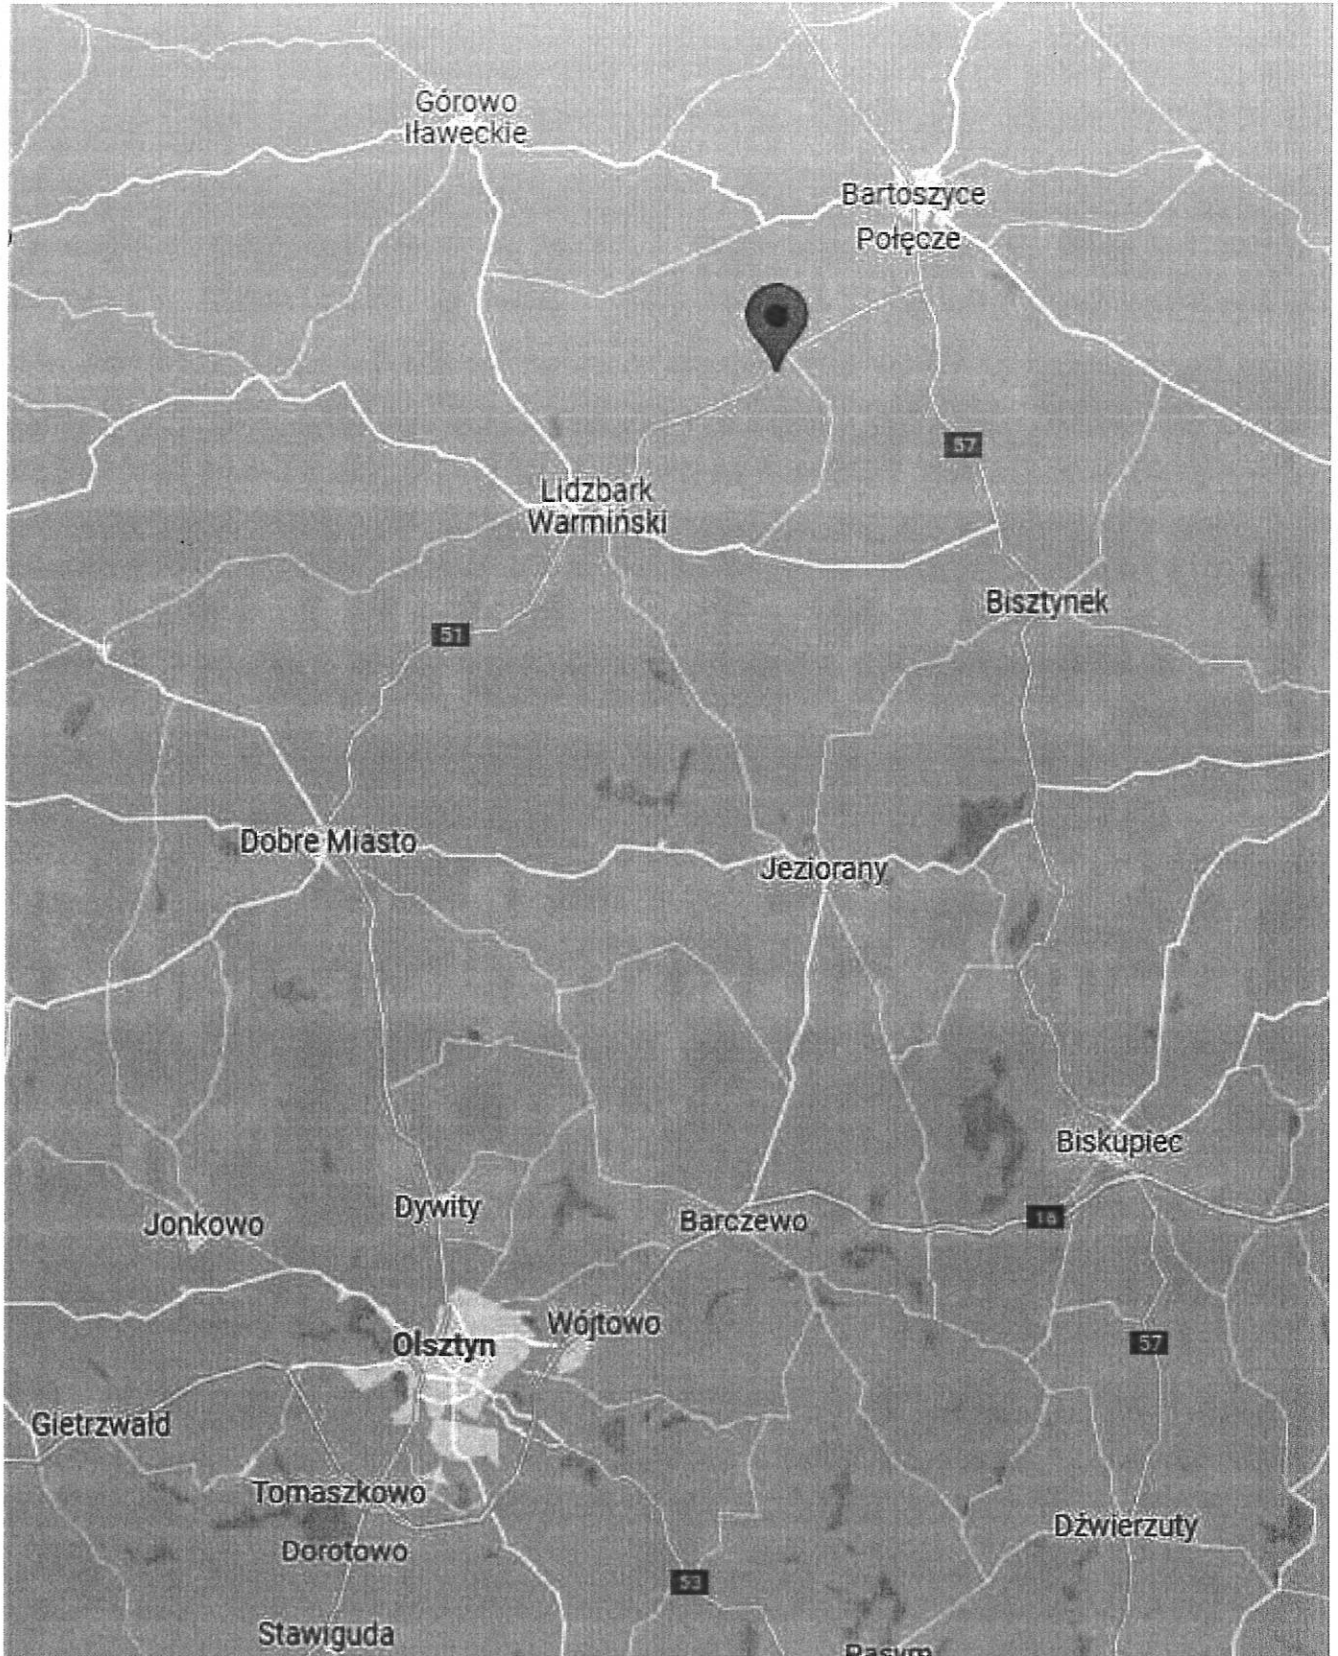 Górowo
Iławeckie
Bartoszyce
Połęcze
57
Lidzbark
Warmiński
Bisztynek
51
Dobre Miasto
Jeziorany
Biskupiec
Dywity
Jonkowo
Barczewo
16
Wójtowo
Olsztyn
57
Gietrzwałd
Tomaszkowo
Dźwierzuty
Dorotowo
53
Stawiguda
Pasym